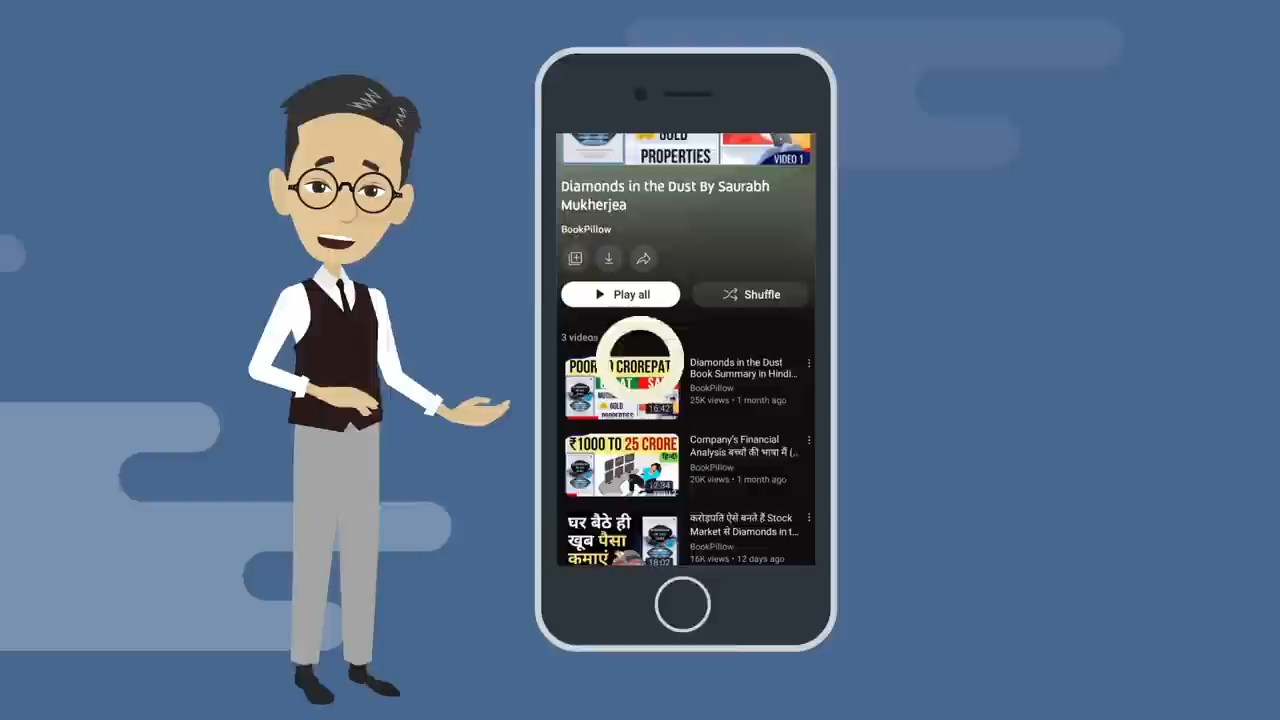 GOLD
PROPERTIES
VIDEO 1
Diamonds in the Dust By Saurabh
Mukherjea
BookPillow
Play all
Shuffle
3 videos
POOR
CROREPAT
GOLD
PROPERTIES
16:42
Diamonds in the Dust
Book Summary in Hindi...
BookPillow
25K views • 1 month ago
₹1000 TO 25 CRORE
हिन्दी
12:34
Company's Financial
Analysis बच्चों की भाषा में (..
BookPillow
20K views • 1 month ago
घर बैठे ही
खूब पैसा
कमाएं
18:02
करोड़पति ऐसे बनते हैं Stock
Market से Diamonds in t...
BookPillow
16K views • 12 days ago